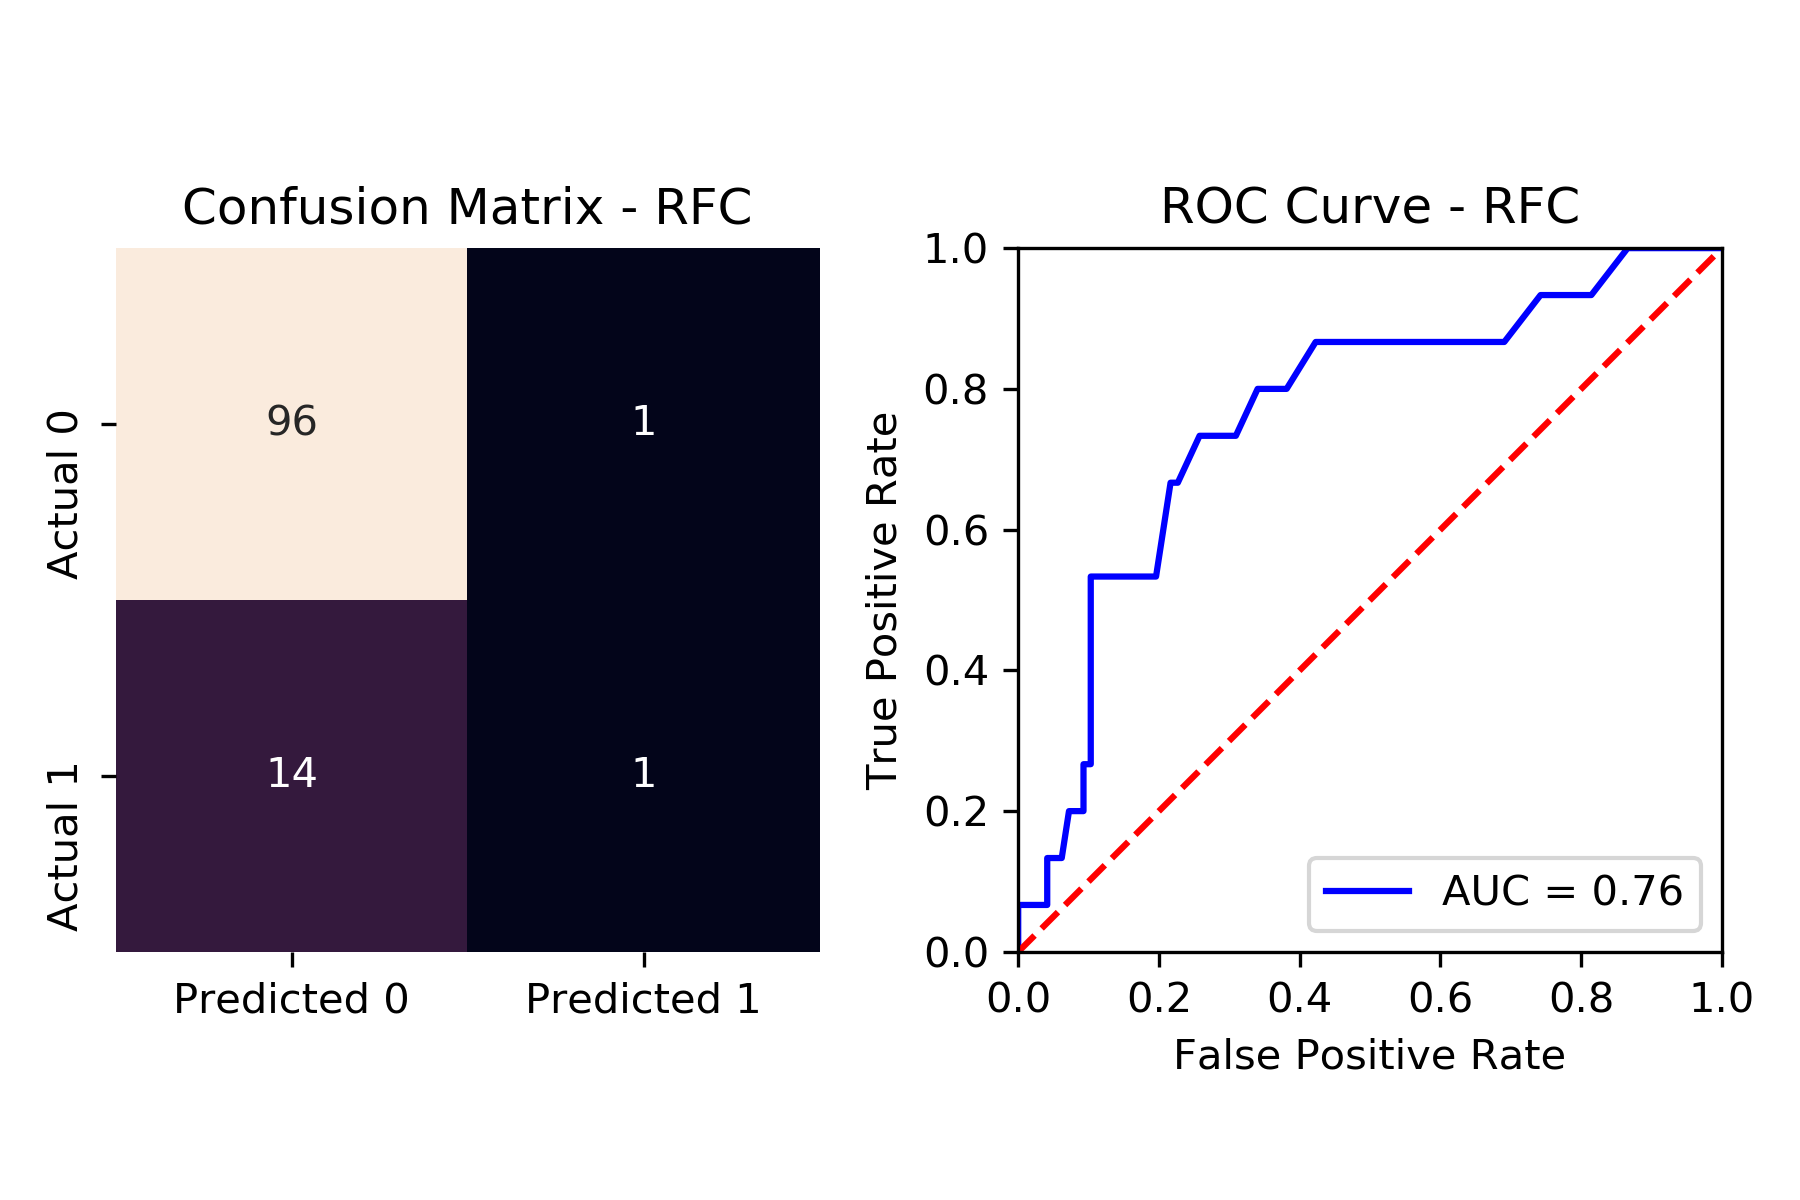 Confusion Matrix - RFC
Actual 0
Actual 1
96
1
14
1
Predicted 0
Predicted 1
ROC Curve - RFC
True Positive Rate
1.0
0.8
0.6
0.4
0.2
0.0
AUC = 0.76
0.0 0.2 0.4 0.6 0.8 1.0
False Positive Rate